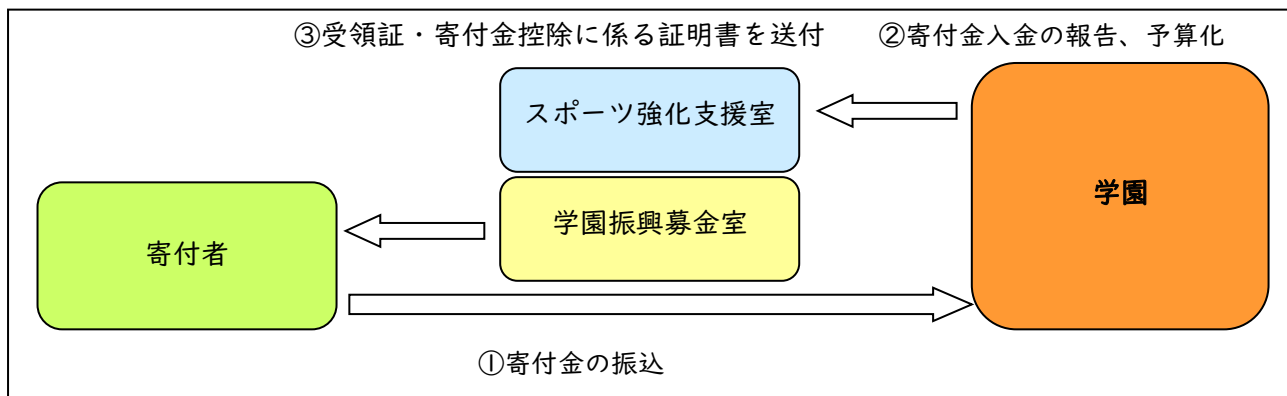 ③受領証・寄付金控除に係る証明書を送付
②寄付金入金の報告、予算化
スポーツ強化支援室
学園
学園振興募金室
寄付者
①寄付金の振込